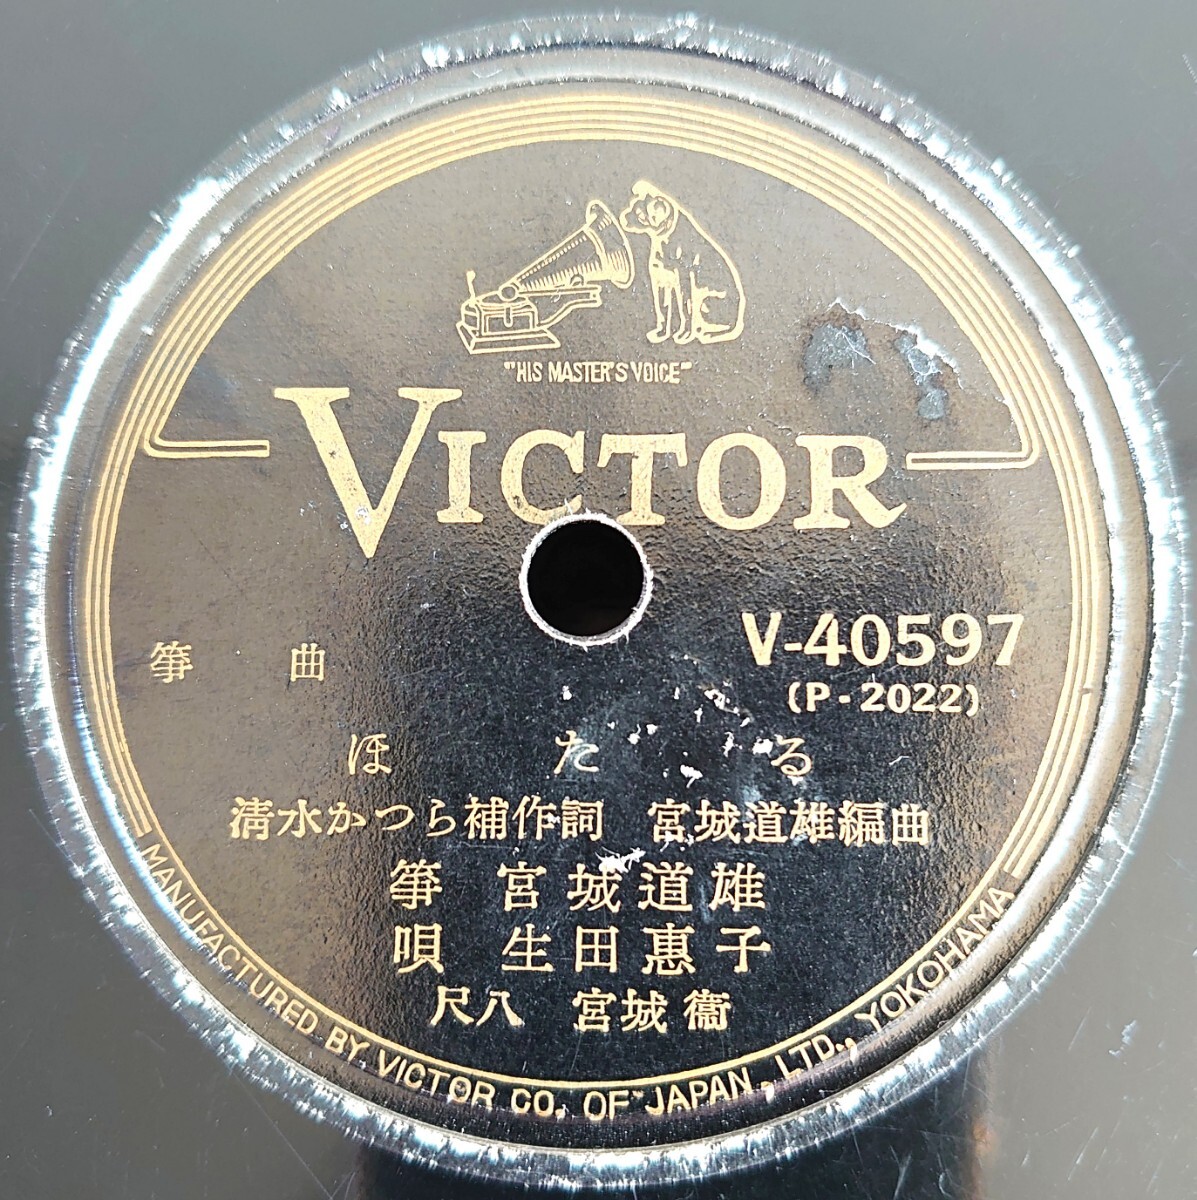 "HIS MASTER'S VOICE"
VICTOR
V-40597
(P-2022)
箏曲
ほたる
清水かつら補作詞 宮城道雄編曲
箏 宮城道雄
唄 生田惠子
尺八 宮城衞
MANUFACTURED BY VICTOR CO. OF JAPAN, LTD., YOKOHAMA